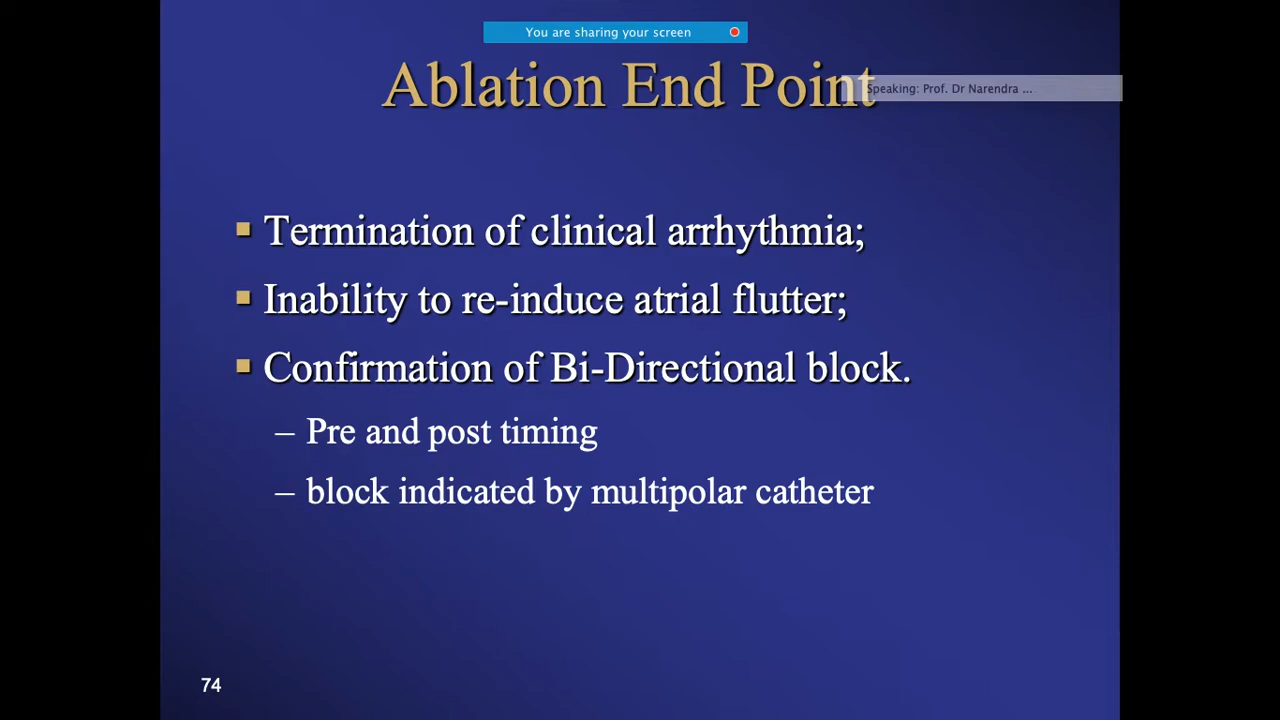 You are sharing your screen
Ablation End Point
Speaking: Prof. Dr Narendra ...
▪ Termination of clinical arrhythmia;
▪ Inability to re-induce atrial flutter;
▪ Confirmation of Bi-Directional block.
– Pre and post timing
– block indicated by multipolar catheter
74